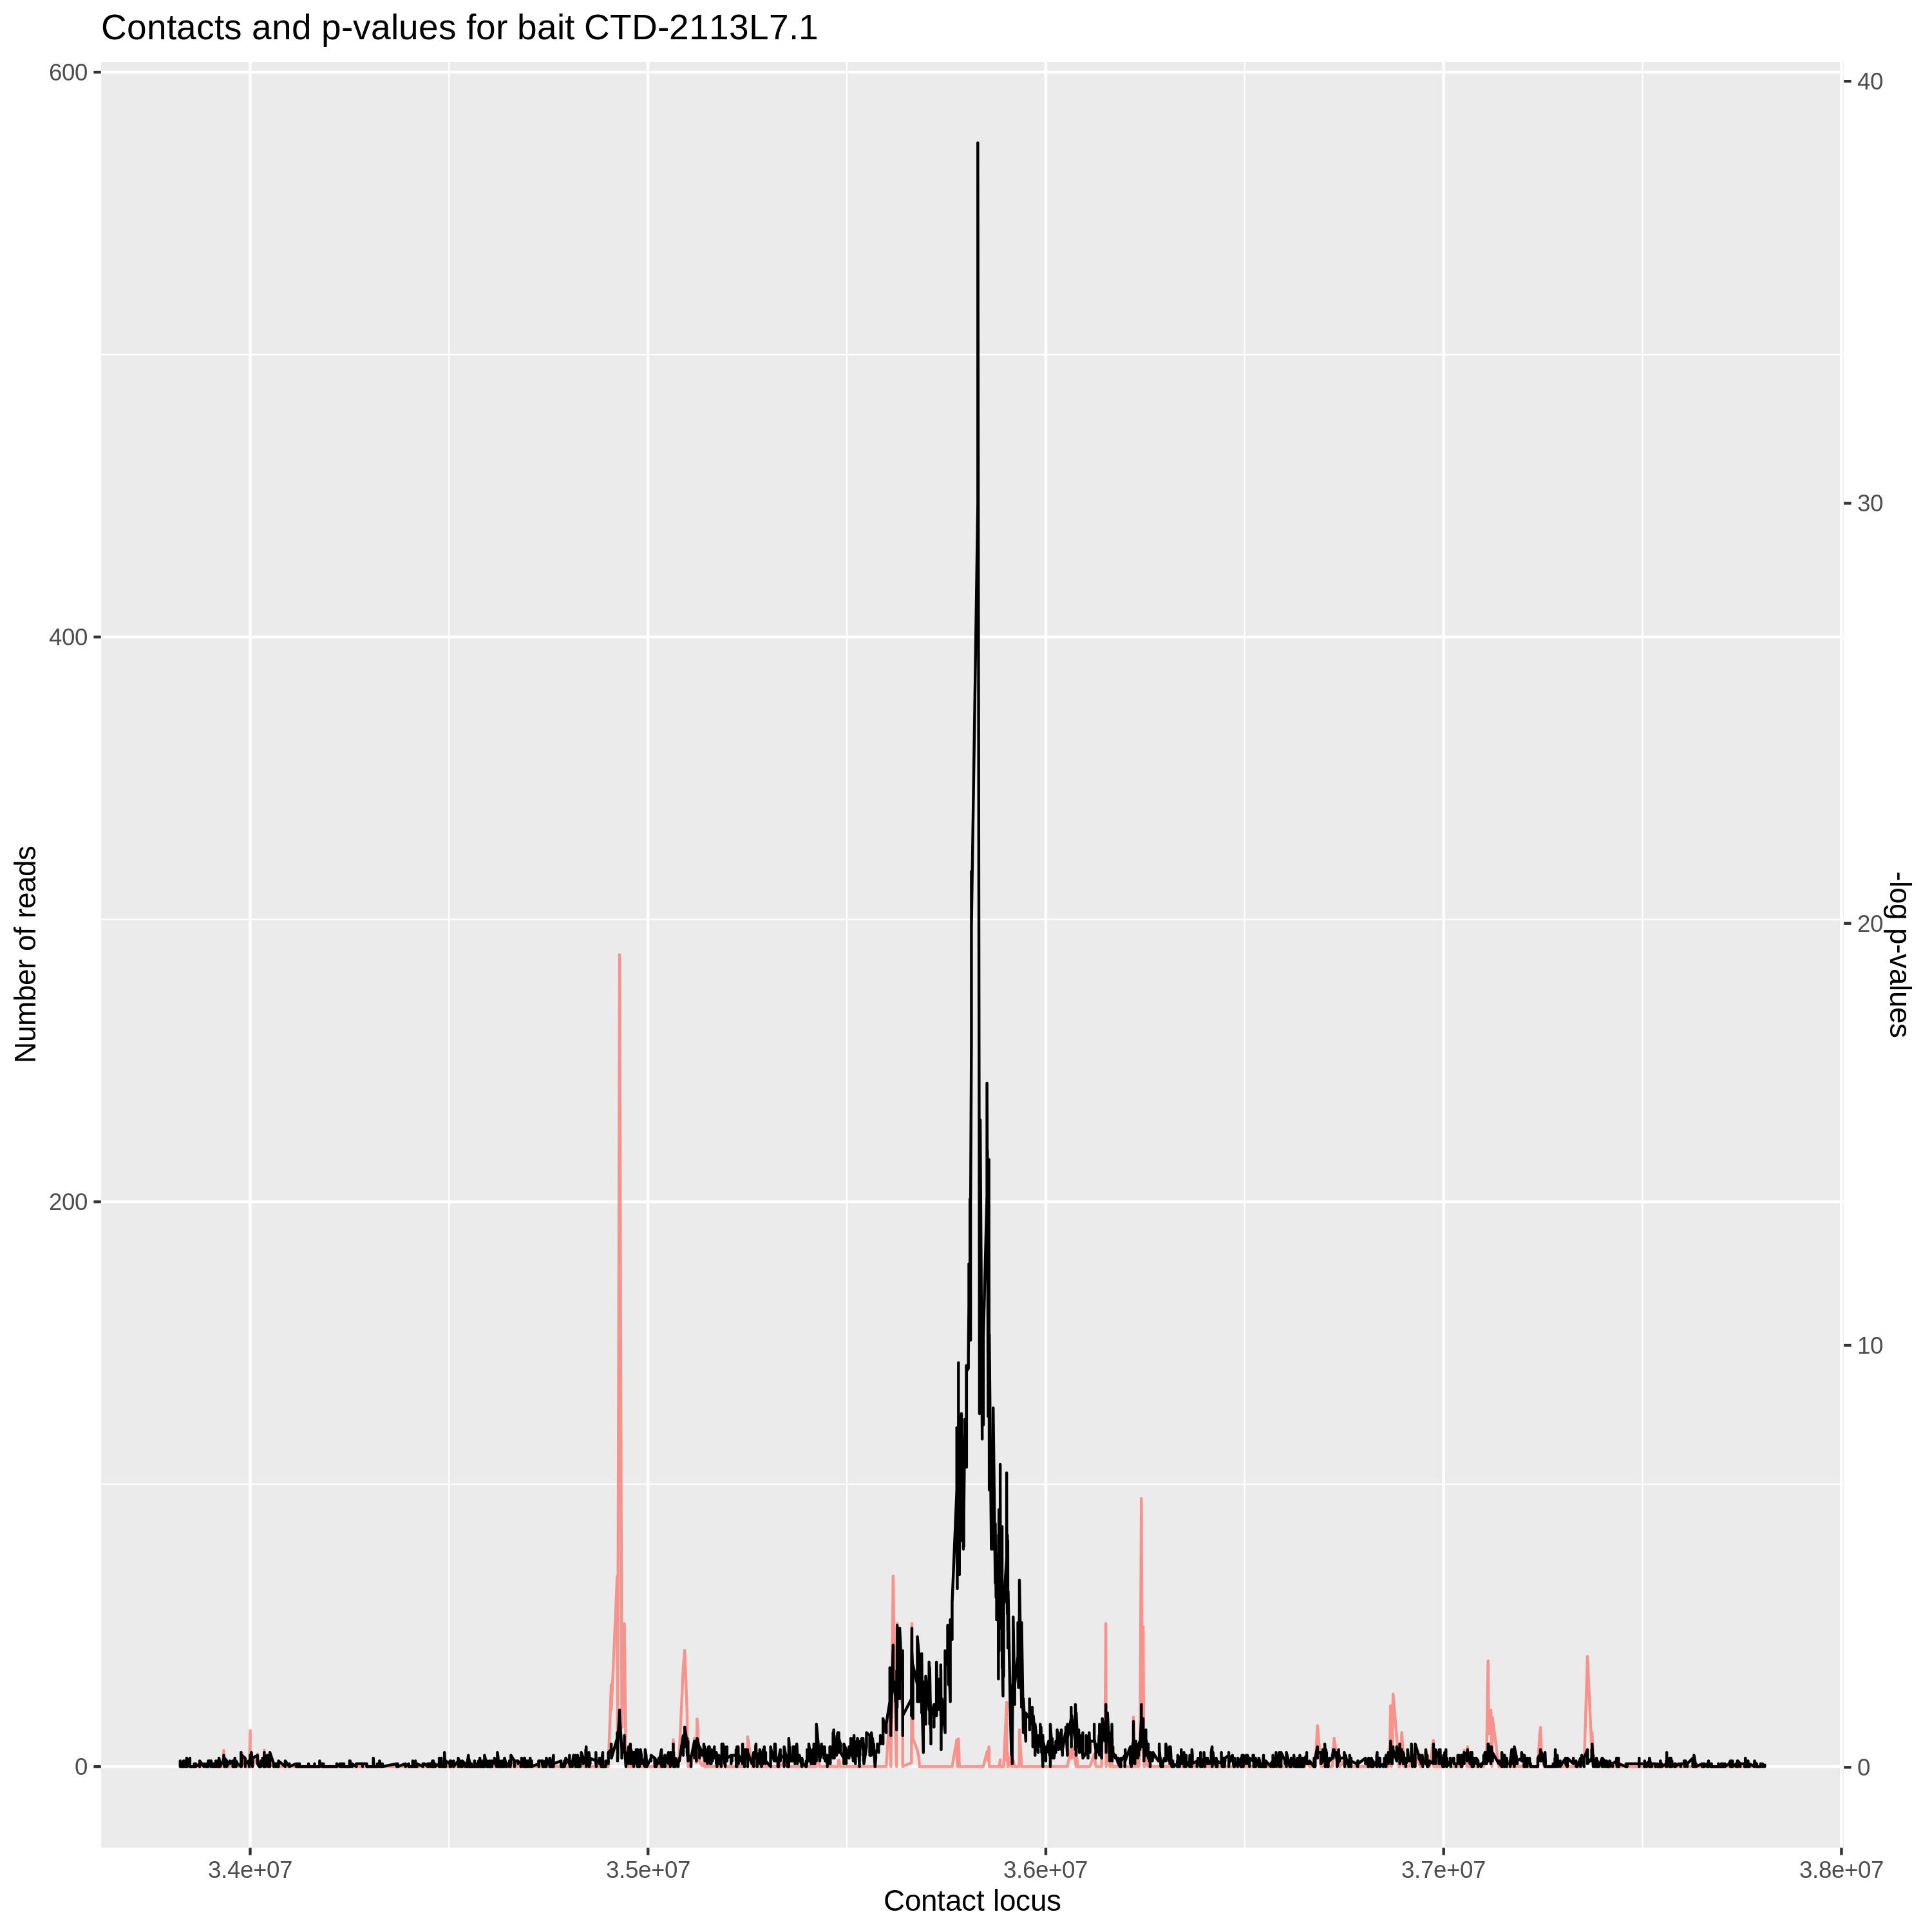 Contacts and p-values for bait CTD-2113L7.1
600
400
200
0
Number of reads
40
30
20
10
0
-log p-values
3.4e+07
3.5e+07
3.6e+07
3.7e+07
3.8e+07
Contact locus